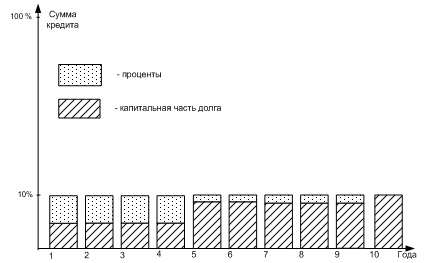 100 %
Сумма
кредита
- проценты
- капитальная часть долга
10%
1 2 3 4 5 6 7 8 9 10 Года